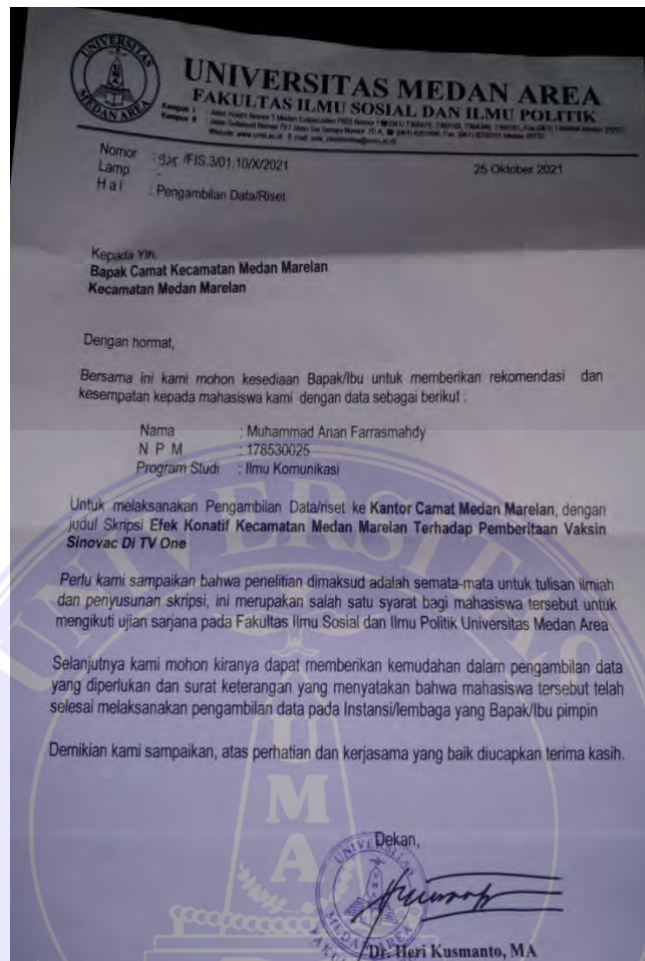 UNIVERSITAS MEDAN AREA
FAKULTAS ILMU SOSIAL DAN ILMU POLITIK
Kampus I
Kampus II
Nomor : /FIS.3/01.10/X/2021 25 Oktober 2021
Lamp : -
Hal : Pengambilan Data/Riset
Kepada Yth.
Bapak Camat Kecamatan Medan Marelan
Kecamatan Medan Marelan
Dengan hormat,
Bersama ini kami mohon kesediaan Bapak/Ibu untuk memberikan rekomendasi dan
kesempatan kepada mahasiswa kami dengan data sebagai berikut :
Nama : Muhammad Anan Farrasmahdy
N P M : 178530025
Program Studi : Ilmu Komunikasi
Untuk melaksanakan Pengambilan Data/riset ke Kantor Camat Medan Marelan, dengan
judul Skripsi Efek Konatif Kecamatan Medan Marelan Terhadap Pemberitaan Vaksin
Sinovac Di TV One
Perlu kami sampaikan bahwa penelitian dimaksud adalah semata-mata untuk tulisan ilmiah
dan penyusunan skripsi, ini merupakan salah satu syarat bagi mahasiswa tersebut untuk
mengikuti ujian sarjana pada Fakultas Ilmu Sosial dan Ilmu Politik Universitas Medan Area
Selanjutnya kami mohon kiranya dapat memberikan kemudahan dalam pengambilan data
yang diperlukan dan surat keterangan yang menyatakan bahwa mahasiswa tersebut telah
selesai melaksanakan pengambilan data pada Instansi/lembaga yang Bapak/Ibu pimpin
Demikian kami sampaikan, atas perhatian dan kerjasama yang baik diucapkan terima kasih.
Dekan,
Dr. Heri Kusmanto, MA